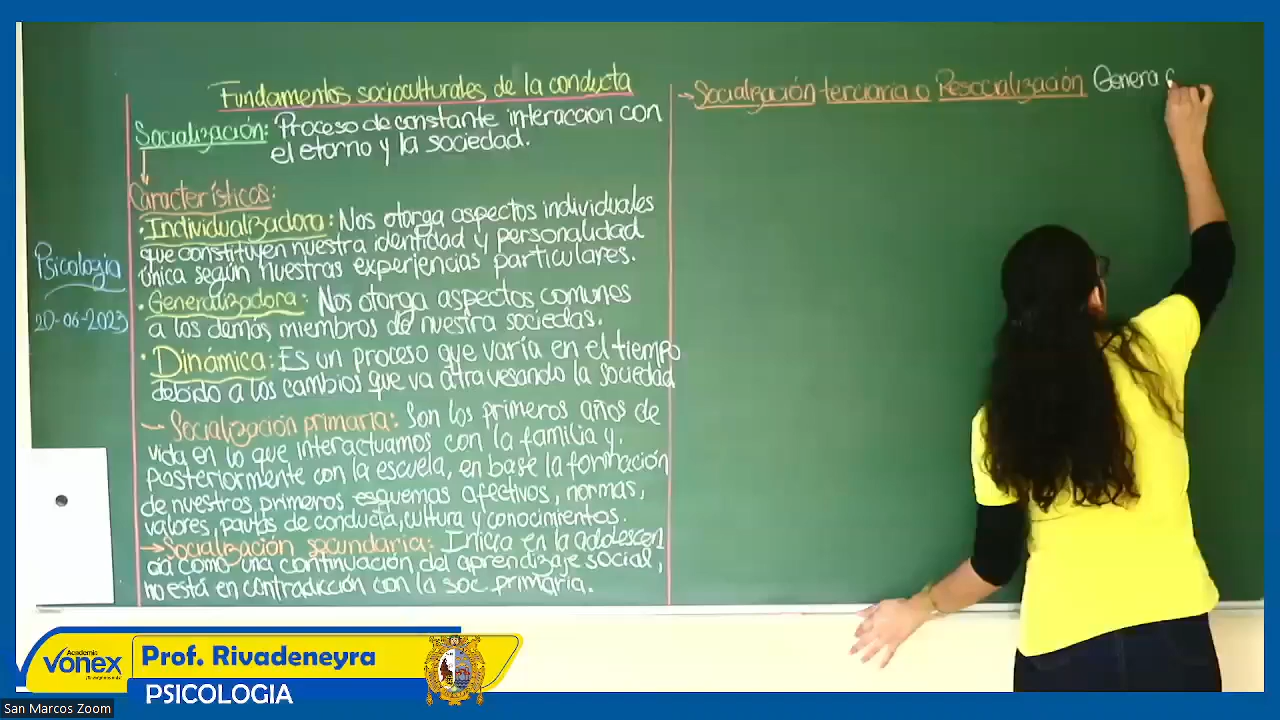 Fundamentos socioculturales de la conducta
Socialización: Proceso de constante interacción con
el etorno y la sociedad.
Características:
· Individualizadora: Nos otorga aspectos individuales
que constituyen nuestra identidad y personalidad
única según nuestras experiencias particulares.
· Generalizadora: Nos otorga aspectos comunes
a los demás miembros de nuestra sociedas.
· Dinámica: Es un proceso que varía en el tiempo
debido a los cambios que va atravesando la sociedad
— Socialización primaria: Son los primeros años de
vida en lo que interactuamos con la familia y.
posteriormente con la escuela, en base la formación
de nuestros primeros esquemas afectivos, normas,
valores, pautas de conducta, cultura y conocimientos.
→ Socialización secundaria: Inicia en la adolescen
cia como una continuación del aprendizaje social,
no está en contradicción con la soc. primaria.
Psicología
20-06-2023
→ Socialización terciaria o Resocialización Genera
Academia
vonex
Prof. Rivadeneyra
PSICOLOGIA
San Marcos Zoom